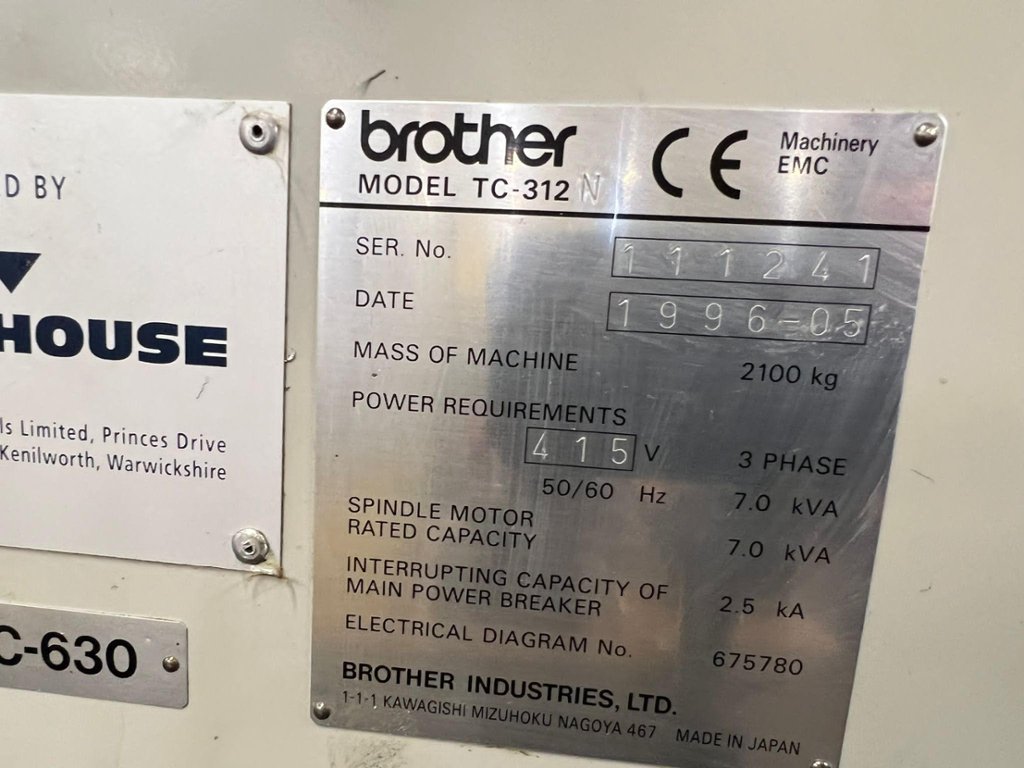 D BY
HOUSE
ls Limited, Princes Drive
Kenilworth, Warwickshire
C-630
brother
MODEL TC-312 N
CE Machinery
EMC
SER. No. 111241
DATE 1996-05
MASS OF MACHINE 2100 kg
POWER REQUIREMENTS
415 V 3 PHASE
50/60 Hz 7.0 kVA
SPINDLE MOTOR
RATED CAPACITY 7.0 kVA
INTERRUPTING CAPACITY OF
MAIN POWER BREAKER 2.5 kA
ELECTRICAL DIAGRAM No. 675780
BROTHER INDUSTRIES, LTD.
1-1-1 KAWAGISHI MIZUHOKU NAGOYA 467 MADE IN JAPAN